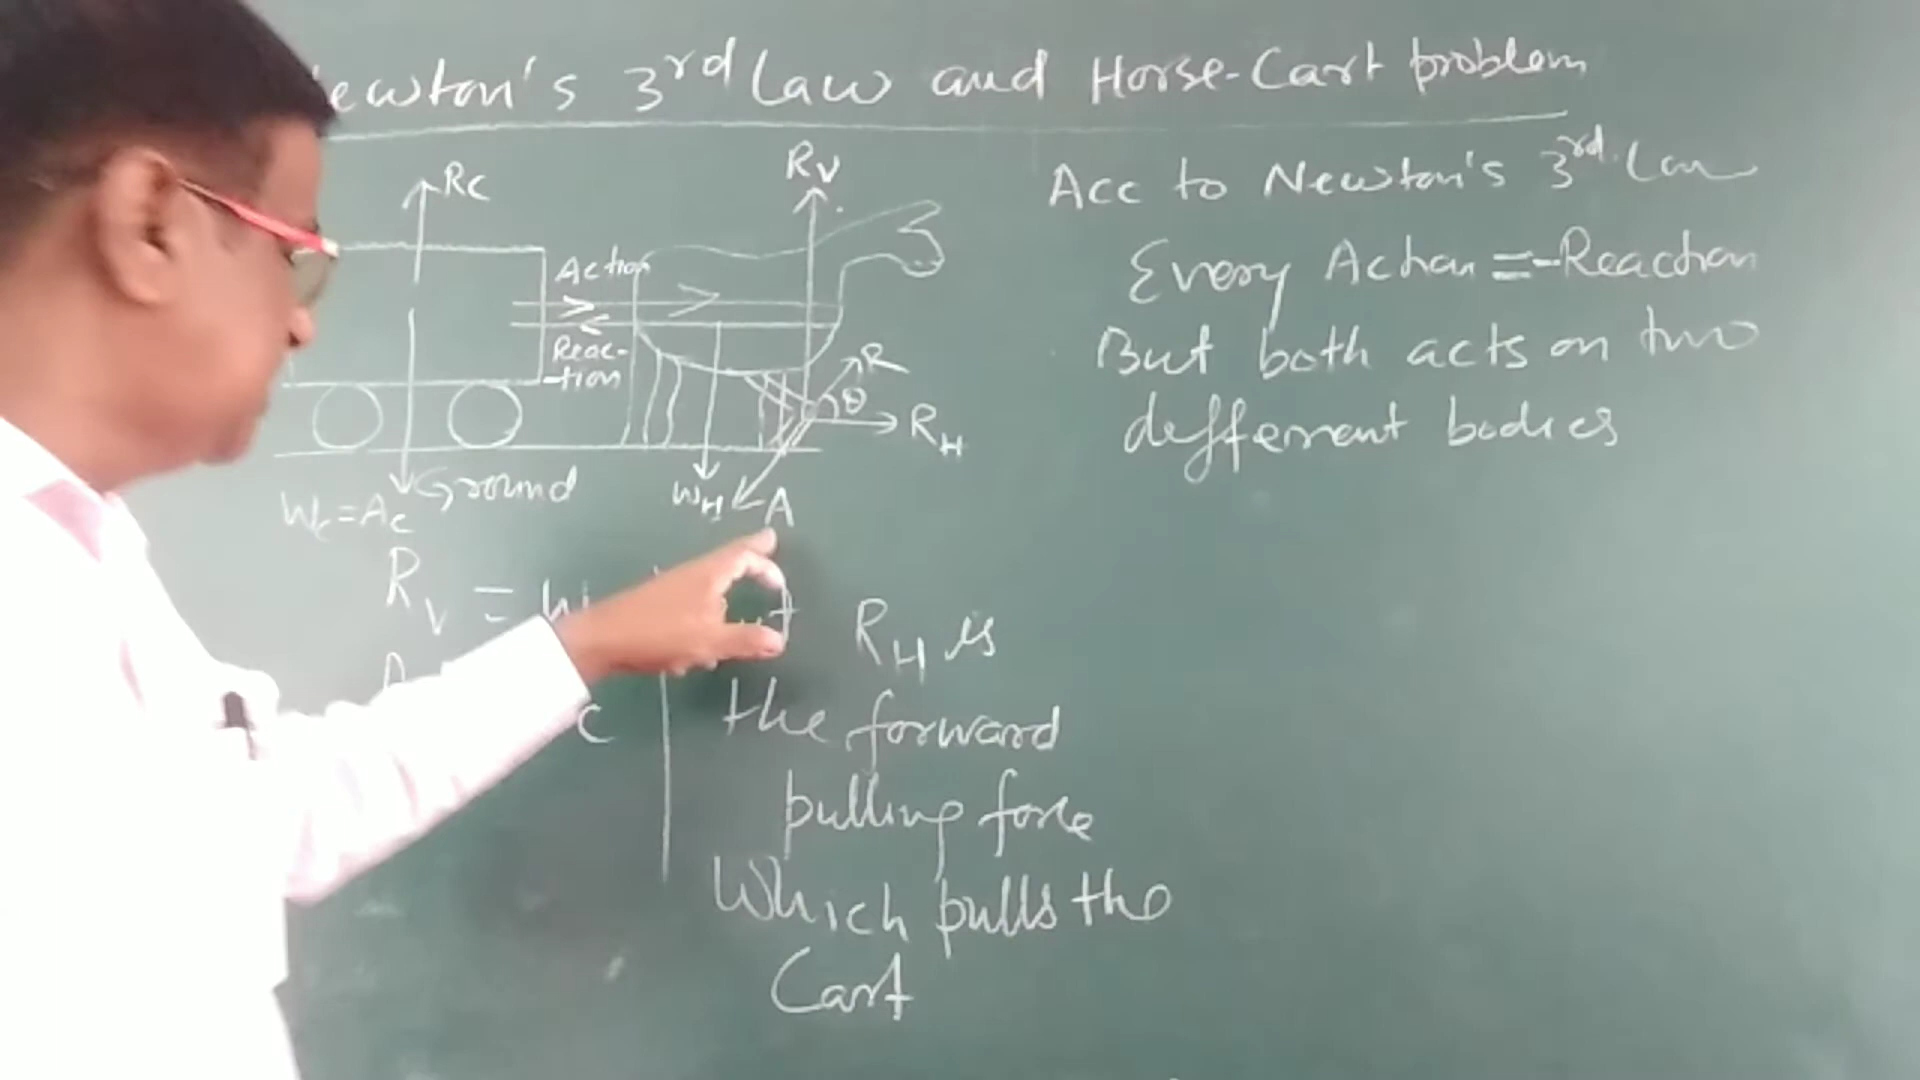 ewton's 3rd Law and Horse-Cart problem
Rc
Rv
Action
Reac-
-tion
R
θ
RH
Ground
WH
A
Wc=Ac
Acc to Newton's 3rd Law
Every Action =-Reaction
But both acts on two
different bodies
Rv =
c
RH is
the forward
pulling force
Which pulls the
Cart